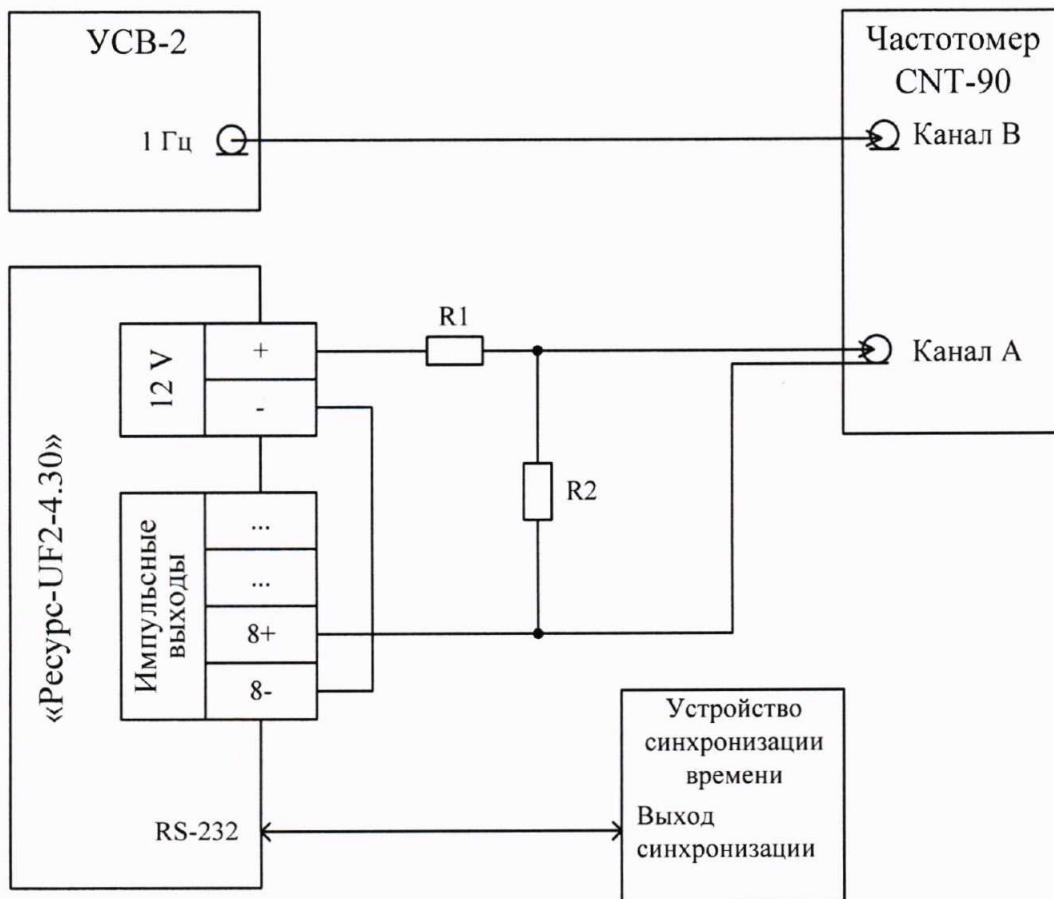 УСВ-2
1 Гц
Частотомер
CNT-90
Канал В
Канал А
«Ресурс-UF2-4.30»
12 V
+
-
R1
R2
Импульсные
выходы
...
...
8+
8-
RS-232
Устройство
синхронизации
времени
Выход
синхронизации